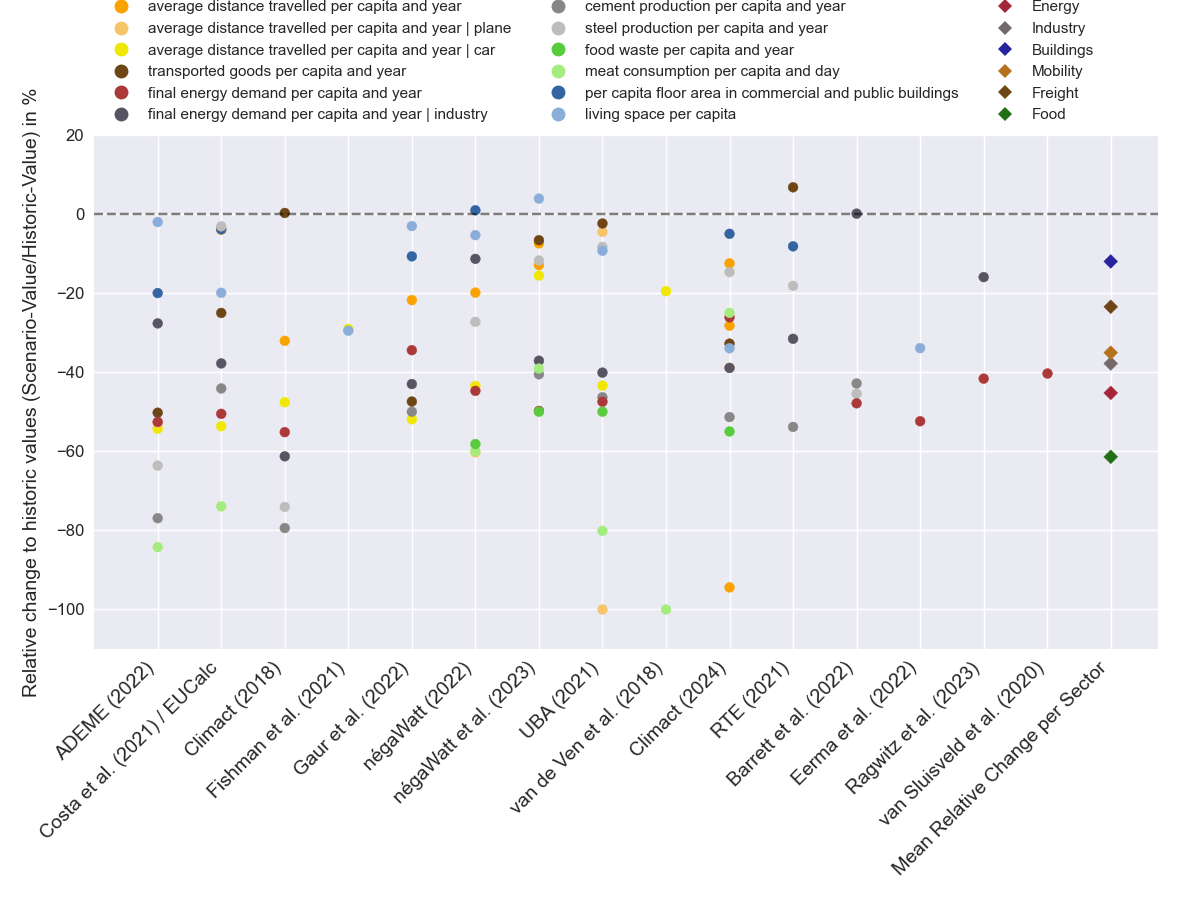 average distance travelled per capita and year
average distance travelled per capita and year | plane
average distance travelled per capita and year | car
transported goods per capita and year
final energy demand per capita and year
final energy demand per capita and year | industry
cement production per capita and year
steel production per capita and year
food waste per capita and year
meat consumption per capita and day
per capita floor area in commercial and public buildings
living space per capita
Energy
Industry
Buildings
Mobility
Freight
Food
Relative change to historic values (Scenario-Value/Historic-Value) in %
20
0
−20
−40
−60
−80
−100
ADEME (2022)
Costa et al. (2021) / EUCalc
Climact (2018)
Fishman et al. (2021)
Gaur et al. (2022)
négaWatt (2022)
négaWatt et al. (2023)
UBA (2021)
van de Ven et al. (2018)
Climact (2024)
RTE (2021)
Barrett et al. (2022)
Eerma et al. (2022)
Ragwitz et al. (2023)
van Sluisveld et al. (2020)
Mean Relative Change per Sector